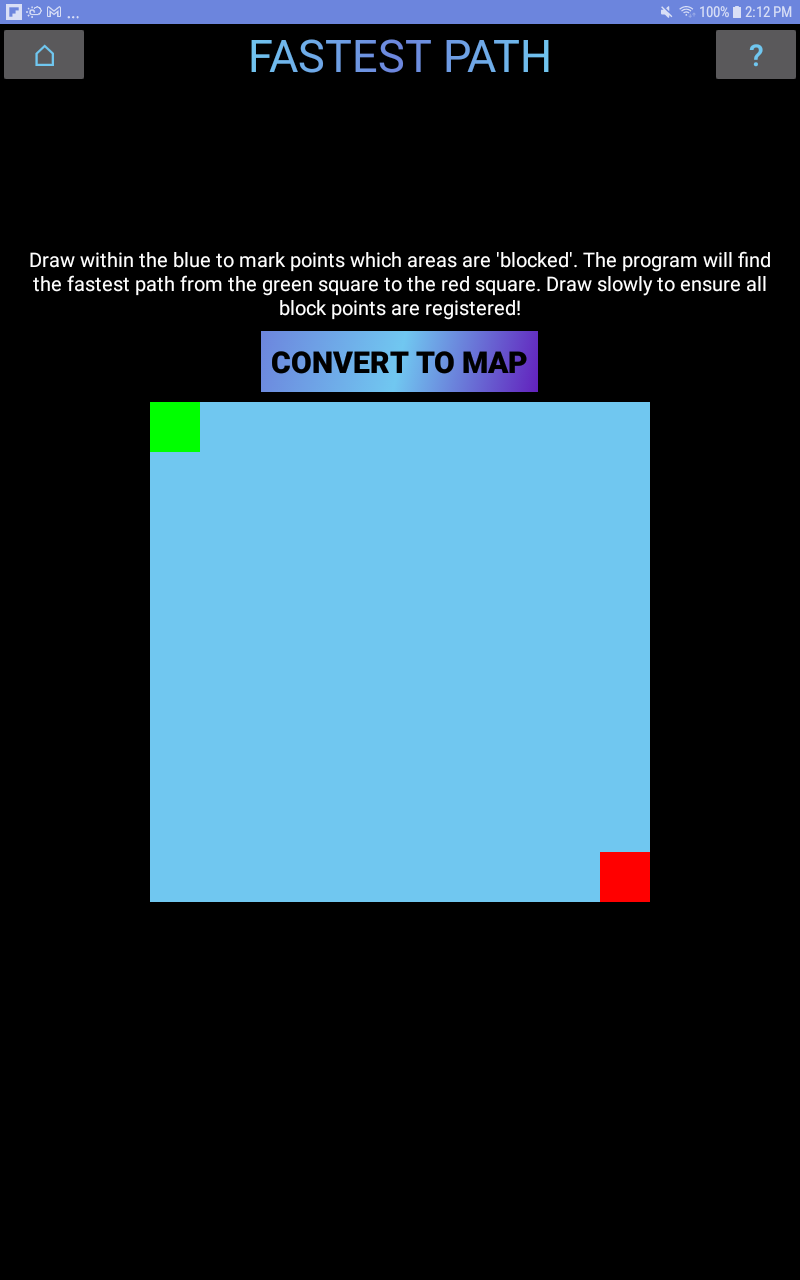 ... 100% 2:12 PM
FASTEST PATH ?
Draw within the blue to mark points which areas are 'blocked'. The program will find
the fastest path from the green square to the red square. Draw slowly to ensure all
block points are registered!
CONVERT TO MAP